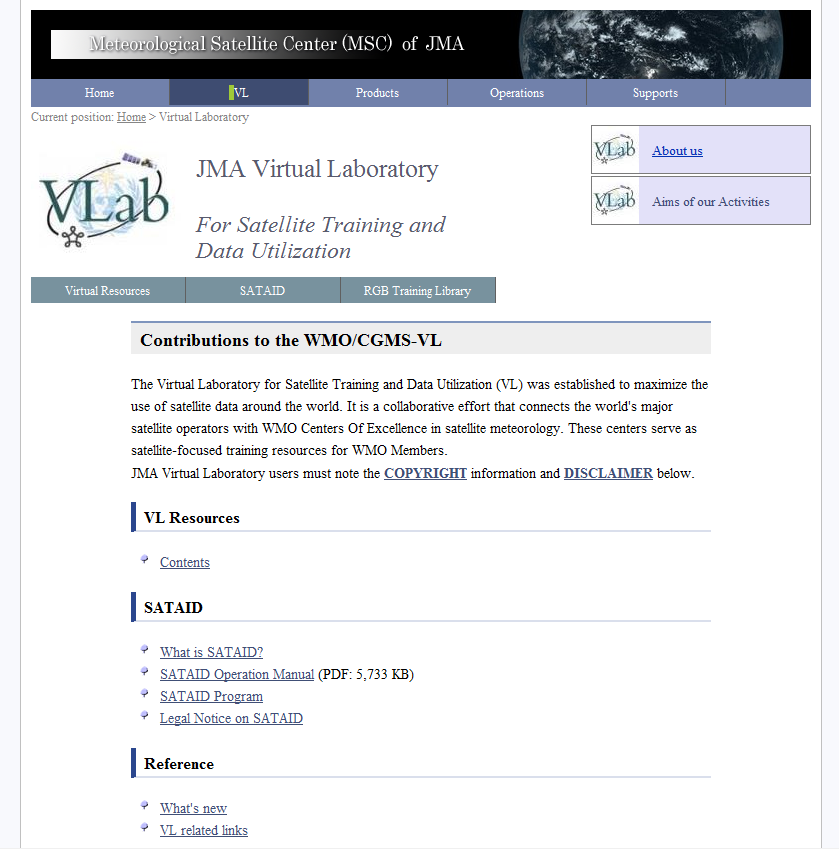 Meteorological Satellite Center (MSC) of JMA
Home
VL
Products
Operations
Supports
Current position: Home > Virtual Laboratory
VLab
JMA Virtual Laboratory
For Satellite Training and
Data Utilization
VLab
About us
VLab
Aims of our Activities
Virtual Resources
SATAID
RGB Training Library
Contributions to the WMO/CGMS-VL
The Virtual Laboratory for Satellite Training and Data Utilization (VL) was established to maximize the
use of satellite data around the world. It is a collaborative effort that connects the world's major
satellite operators with WMO Centers Of Excellence in satellite meteorology. These centers serve as
satellite-focused training resources for WMO Members.
JMA Virtual Laboratory users must note the COPYRIGHT information and DISCLAIMER below.
VL Resources
Contents
SATAID
What is SATAID?
SATAID Operation Manual (PDF: 5,733 KB)
SATAID Program
Legal Notice on SATAID
Reference
What's new
VL related links